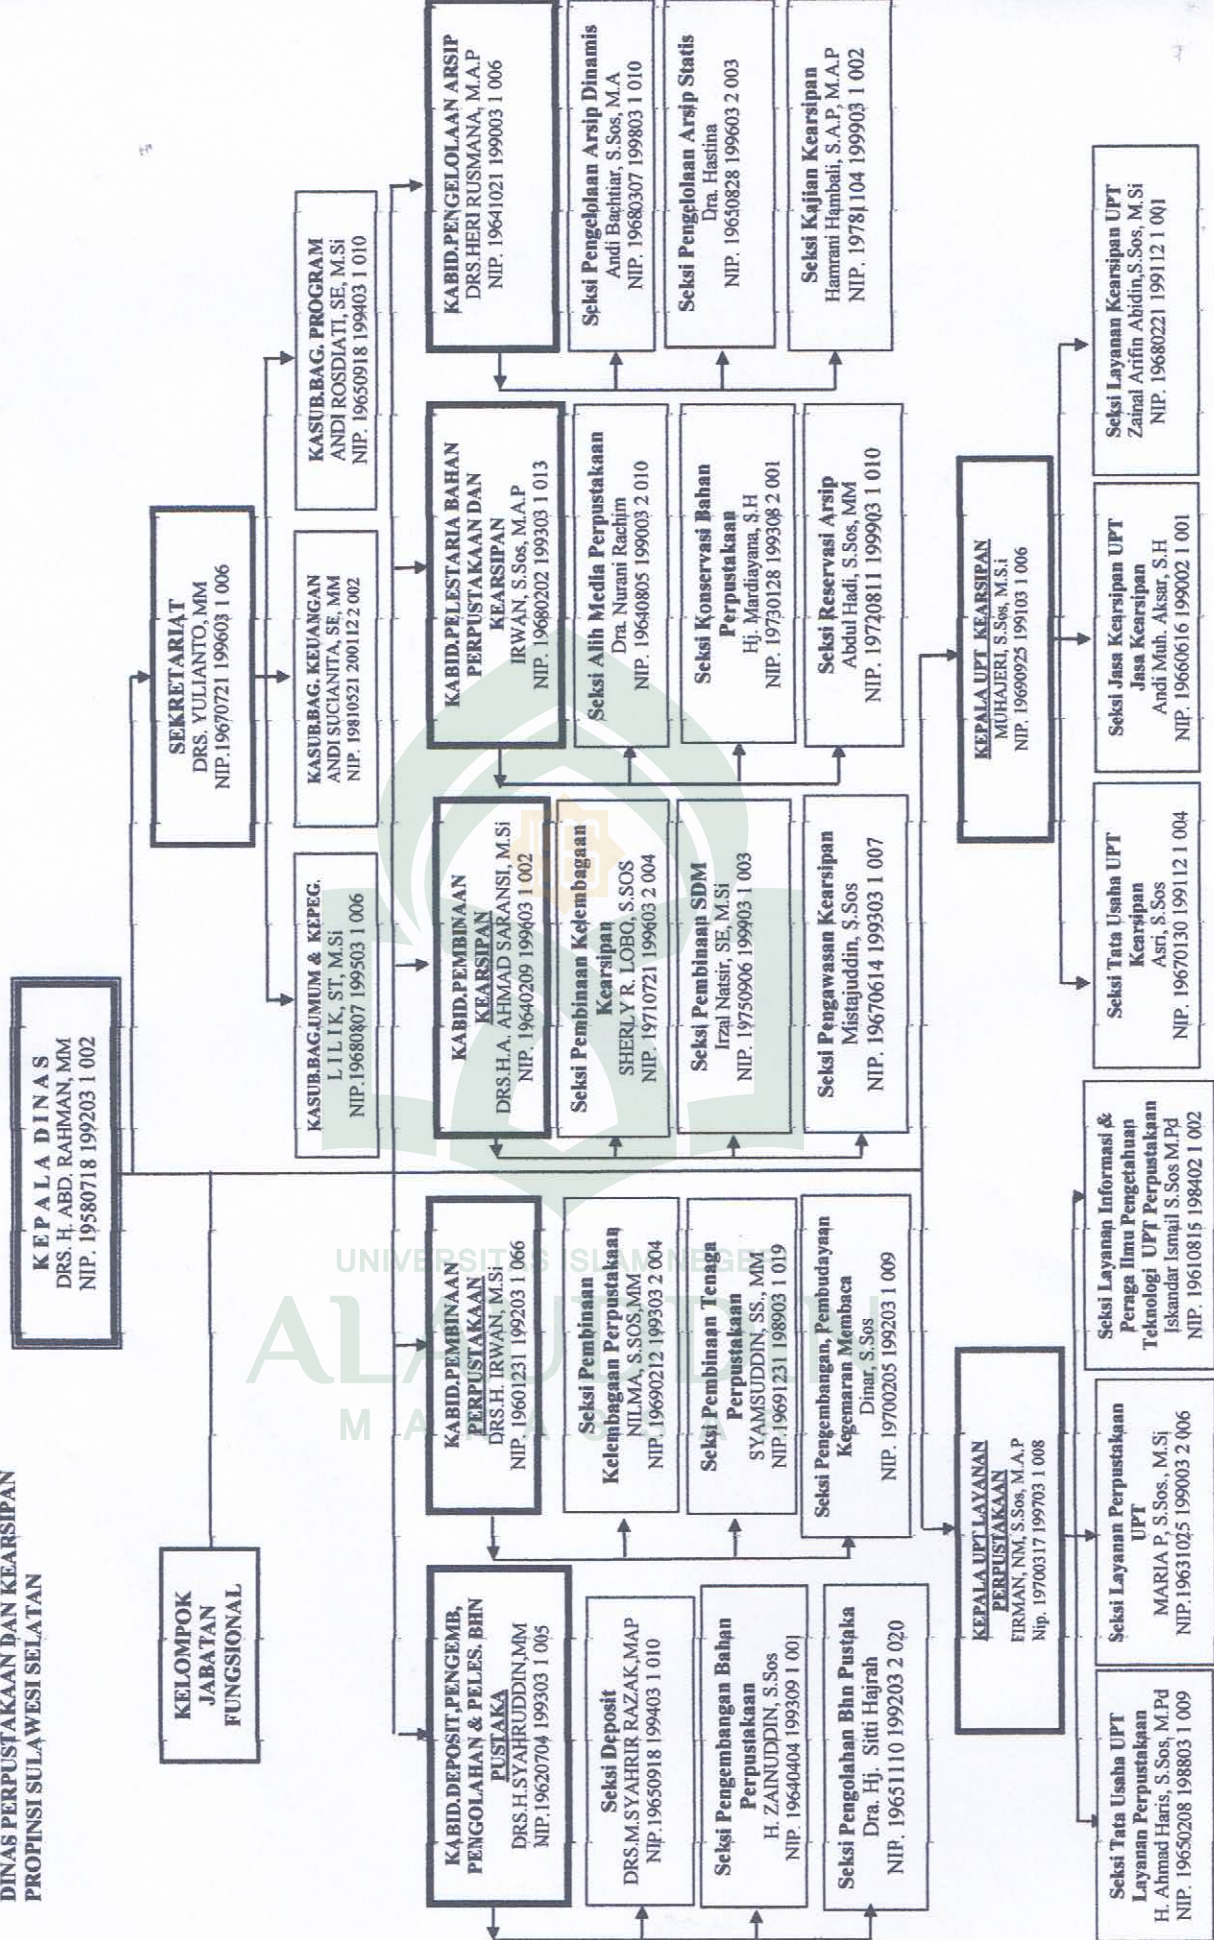 DINAS PERPUSTAKAAN DAN KEARSIPAN
PROPINSI SULAWESI SELATAN
K E P A L A D I N A S
DRS. H. ABD. RAHMAN, MM
NIP. 19580718 199203 1 002
KELOMPOK
JABATAN
FUNGSIONAL
SEKRETARIAT
DRS. YULIANTO, MM
NIP.19670721 199603 1 006
KASUB.BAG.UMUM & KEPEG.
L I L I K, ST, M.Si
NIP.19680807 199503 1 006
KASUB.BAG. KEUANGAN
ANDI SUCIANITA, SE, MM
NIP. 19810521 200112 2 002
KASUB.BAG. PROGRAM
ANDI ROSDIATI, SE, M.Si
NIP. 19650918 199403 1 010
KABID.DEPOSIT,PENGEMB,
PENGOLAHAN & PELES. BHN
PUSTAKA
DRS.H.SYAHRUDDIN,MM
NIP.19620704 199303 1 005
Seksi Deposit
DRS.M.SYAHRIR RAZAK,MAP
NIP.19650918 199403 1 010
Seksi Pengembangan Bahan
Perpustakaan
H. ZAINUDDIN, S.Sos
NIP. 19640404 199309 1 001
Seksi Pengolahan Bhn Pustaka
Dra. Hj. Sitti Hajrah
NIP. 19651110 199203 2 020
KABID.PEMBINAAN
PERPUSTAKAAN
DRS.H. IRWAN, M.Si
NIP. 19601231 199203 1 066
Seksi Pembinaan
Kelembagaan Perpustakaan
NILMA, S.SOS,MM
NIP. 19690212 199303 2 004
Seksi Pembinaan Tenaga
Perpustakaan
SYAMSUDDIN, SS., MM
NIP.19691231 198903 1 019
Seksi Pengembangan, Pembudayaan
Kegemaran Membaca
Dinar, S.Sos
NIP. 19700205 199203 1 009
KABID.PEMBINAAN
KEARSIPAN
DRS.H.A. AHMAD SARANSI, M.Si
NIP. 19640209 199603 1 002
Seksi Pembinaan Kelembagaan
Kearsipan
SHERLY R. LOBO, S.SOS
NIP. 19710721 199603 2 004
Seksi Pembinaan SDM
Irzal Natsir, SE, M.Si
NIP. 19750906 199903 1 003
Seksi Pengawasan Kearsipan
Mistajuddin, S.Sos
NIP. 19670614 199303 1 007
KABID.PELESTARIA BAHAN
PERPUSTAKAAN DAN
KEARSIPAN
IRWAN, S.Sos, M.A.P
NIP. 19680202 199303 1 013
Seksi Alih Media Perpustakaan
Dra. Nurani Rachim
NIP. 19640805 199003 2 010
Seksi Konservasi Bahan
Perpustakaan
Hj. Mardiayana, S.H
NIP. 19730128 199308 2 001
Seksi Reservasi Arsip
Abdul Hadi, S.Sos, MM
NIP. 19720811 199903 1 010
KABID.PENGELOLAAN ARSIP
DRS.HERI RUSMANA, M.A.P
NIP. 19641021 199003 1 006
Seksi Pengelolaan Arsip Dinamis
Andi Bachtiar, S.Sos, M.A
NIP. 19680307 199803 1 010
Seksi Pengelolaan Arsip Statis
Dra. Hastina
NIP. 19650828 199603 2 003
Seksi Kajian Kearsipan
Hamrani Hambali, S.A.P, M.A.P
NIP. 19781104 199903 1 002
KEPALA UPT LAYANAN
PERPUSTAKAAN
FIRMAN, NM, S.Sos, M.A.P
Nip. 19700317 199703 1 008
Seksi Tata Usaha UPT
Layanan Perpustakaan
H. Ahmad Haris, S.Sos, M.Pd
NIP. 19650208 198803 1 009
Seksi Layanan Perpustakaan
UPT
MARIA P, S.Sos., M.Si
NIP.19631025 199003 2 006
Seksi Layanan Informasi &
Peraga Ilmu Pengetahuan
Teknologi UPT Perpustakaan
Iskandar Ismail S.Sos M.Pd
NIP. 19610815 198402 1 002
KEPALA UPT KEARSIPAN
MUHAJERI, S.Sos, M.S.i
NIP. 19690925 199103 1 006
Seksi Tata Usaha UPT
Kearsipan
Asri, S.Sos
NIP. 19670130 199112 1 004
Seksi Jasa Kearsipan UPT
Jasa Kearsipan
Andi Muh. Aksar, S.H
NIP. 19660616 199002 1 001
Seksi Layanan Kearsipan UPT
Zainal Arifin Abidin,S.Sos, M.Si
NIP. 19680221 199112 1 001
UNIVERSITAS ISLAM NEGERI
ALAUDDIN
M A K A S S A R